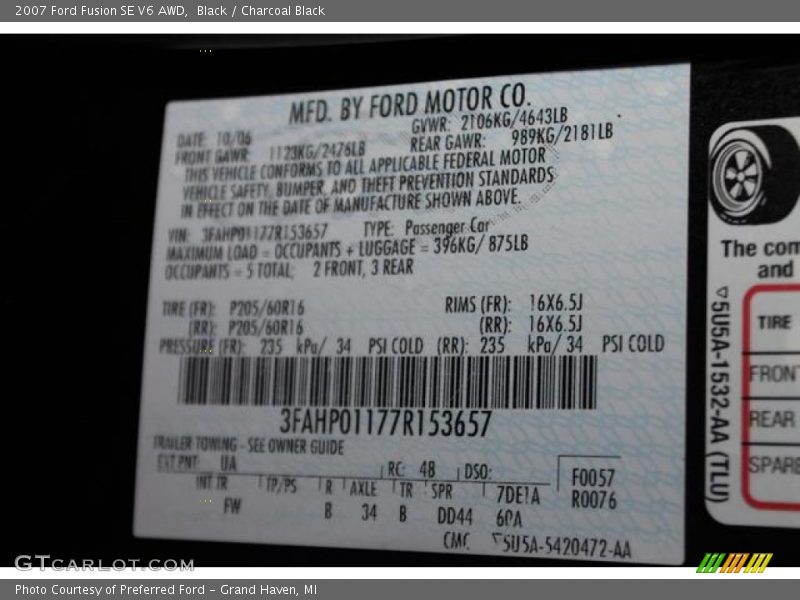 2007 Ford Fusion SE V6 AWD, Black / Charcoal Black
MFD. BY FORD MOTOR CO.
DATE: 10/06 GVWR: 2106KG/4643LB
FRONT GAWR: 1123KG/2476LB REAR GAWR: 989KG/2181LB
THIS VEHICLE CONFORMS TO ALL APPLICABLE FEDERAL MOTOR
VEHICLE SAFETY, BUMPER, AND THEFT PREVENTION STANDARDS
IN EFFECT ON THE DATE OF MANUFACTURE SHOWN ABOVE.
VIN: 3FAHP01177R153657 TYPE: Passenger Car
MAXIMUM LOAD = OCCUPANTS + LUGGAGE = 396KG/ 875LB
OCCUPANTS = 5 TOTAL: 2 FRONT, 3 REAR
TIRE (FR): P205/60R16 RIMS (FR): 16X6.5J
(RR): P205/60R16 (RR): 16X6.5J
PRESSURE (FR): 235 kPa/ 34 PSI COLD (RR): 235 kPa/ 34 PSI COLD
3FAHP01177R153657
TRAILER TOWING - SEE OWNER GUIDE
EXT PNT: UA RC: 48 DSO: F0057
INT TR TP/PS R AXLE TR SPR 7DE1A R0076
FW B 34 B DD44 60A
CMC 5U5A-5420472-AA
The com
and
5U5A-1532-AA (TLU)
TIRE
FRONT
REAR
SPARE
GTCARLOT.COM
Photo Courtesy of Preferred Ford - Grand Haven, MI